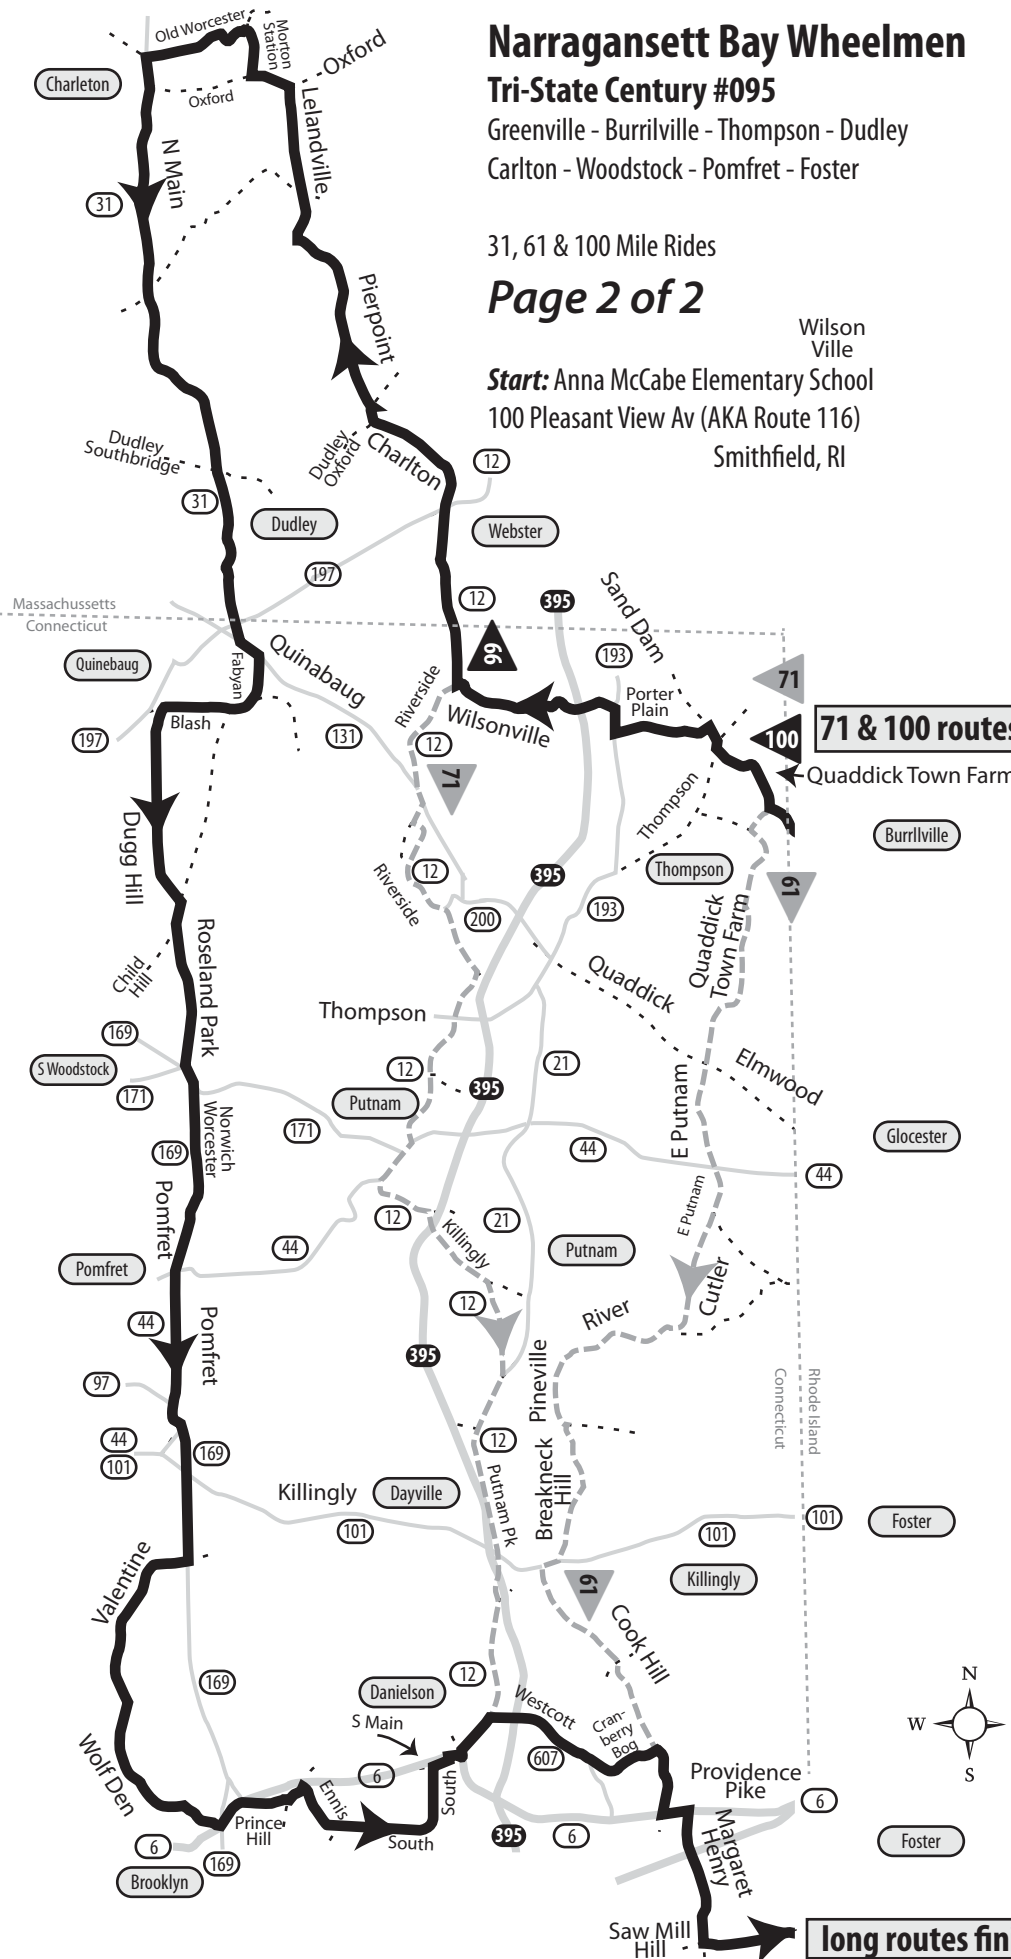 Narragansett Bay Wheelmen
Tri-State Century #095
Greenville - Burrilville - Thompson - Dudley
Carlton - Woodstock - Pomfret - Foster
31, 61 & 100 Mile Rides
Page 2 of 2
Wilson
Ville
Start: Anna McCabe Elementary School
100 Pleasant View Av (AKA Route 116)
Smithfield, RI
Old Worcester
Morton
Station
Oxford
Charleton
Oxford
Lelandville
N Main
31
Pierpoint
Dudley
Southbridge
Dudley
Oxford
Charlton
12
31
Dudley
Webster
197
12
395
Sand Dam
Massachussetts
Connecticut
66
193
71
Quinebaug
Fabyan
Quinabaug
Riverside
Porter
Plain
Blash
Wilsonville
71 & 100 routes
100
197
131
12
Quaddick Town Farm
71
Thompson
Dugg Hill
Burrllville
12
395
Thompson
61
Riverside
193
200
Quaddick
Town Farm
Roseland Park
Child
Hill
Quaddick
Thompson
169
S Woodstock
171
12
395
21
Elmwood
Putnam
E Putnam
Norwich
Worcester
171
169
44
Glocester
44
Pomfret
12
Killingly
21
E Putnam
44
Putnam
Pomfret
Cutler
12
44
Pomfret
River
395
Pineville
97
Connecticut
Rhode Island
44
101
169
12
Putnam Pk
Breakneck
Hill
Killingly
Dayville
101
101
101
Foster
Valentine
61
Killingly
Cook Hill
169
12
Danielson
S Main
Westcott
Cran-
berry
Bog
N
W
E
S
Wolf Den
607
6
Ennis
South
Providence
Pike
6
Prince
Hill
South
395
6
Margaret
Henry
6
169
Foster
Brooklyn
Saw Mill
Hill
long routes fin